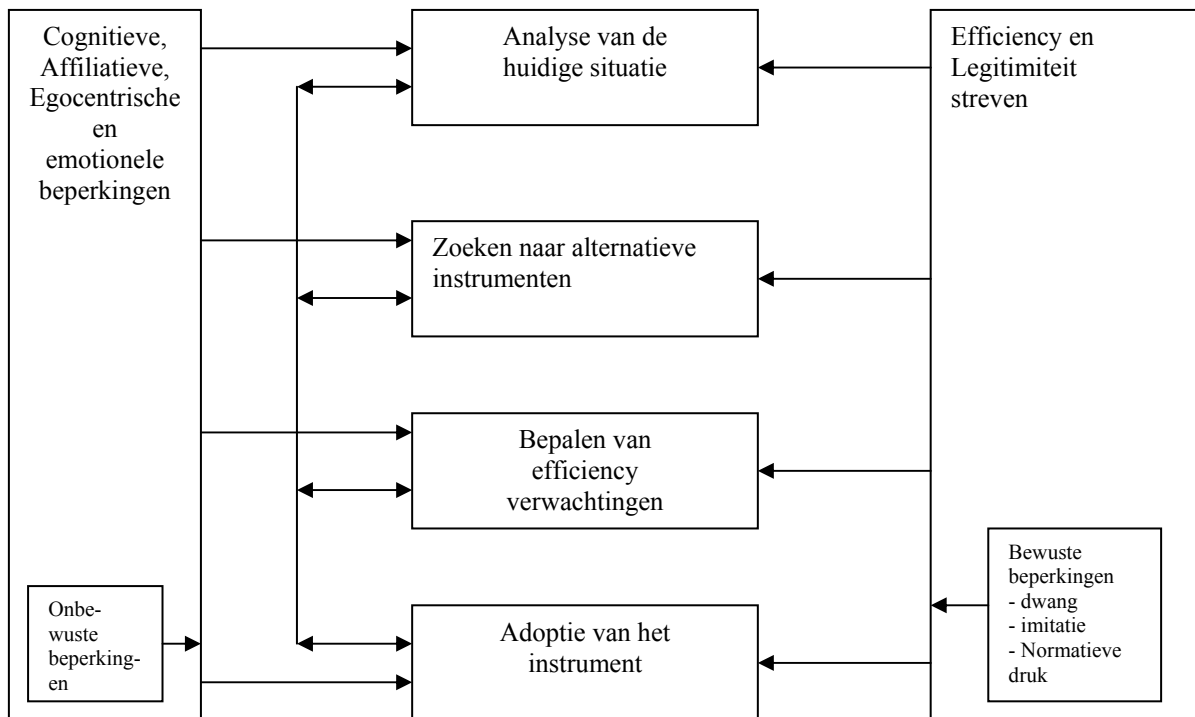 Cognitieve,
Affiliatieve,
Egocentrische
en
emotionele
beperkingen
Onbe-
wuste
beperking-
en
Analyse van de
huidige situatie
Zoeken naar alternatieve
instrumenten
Bepalen van
efficiency
verwachtingen
Adoptie van het
instrument
Efficiency en
Legitimiteit
streven
Bewuste
beperkingen
- dwang
- imitatie
- Normatieve
druk